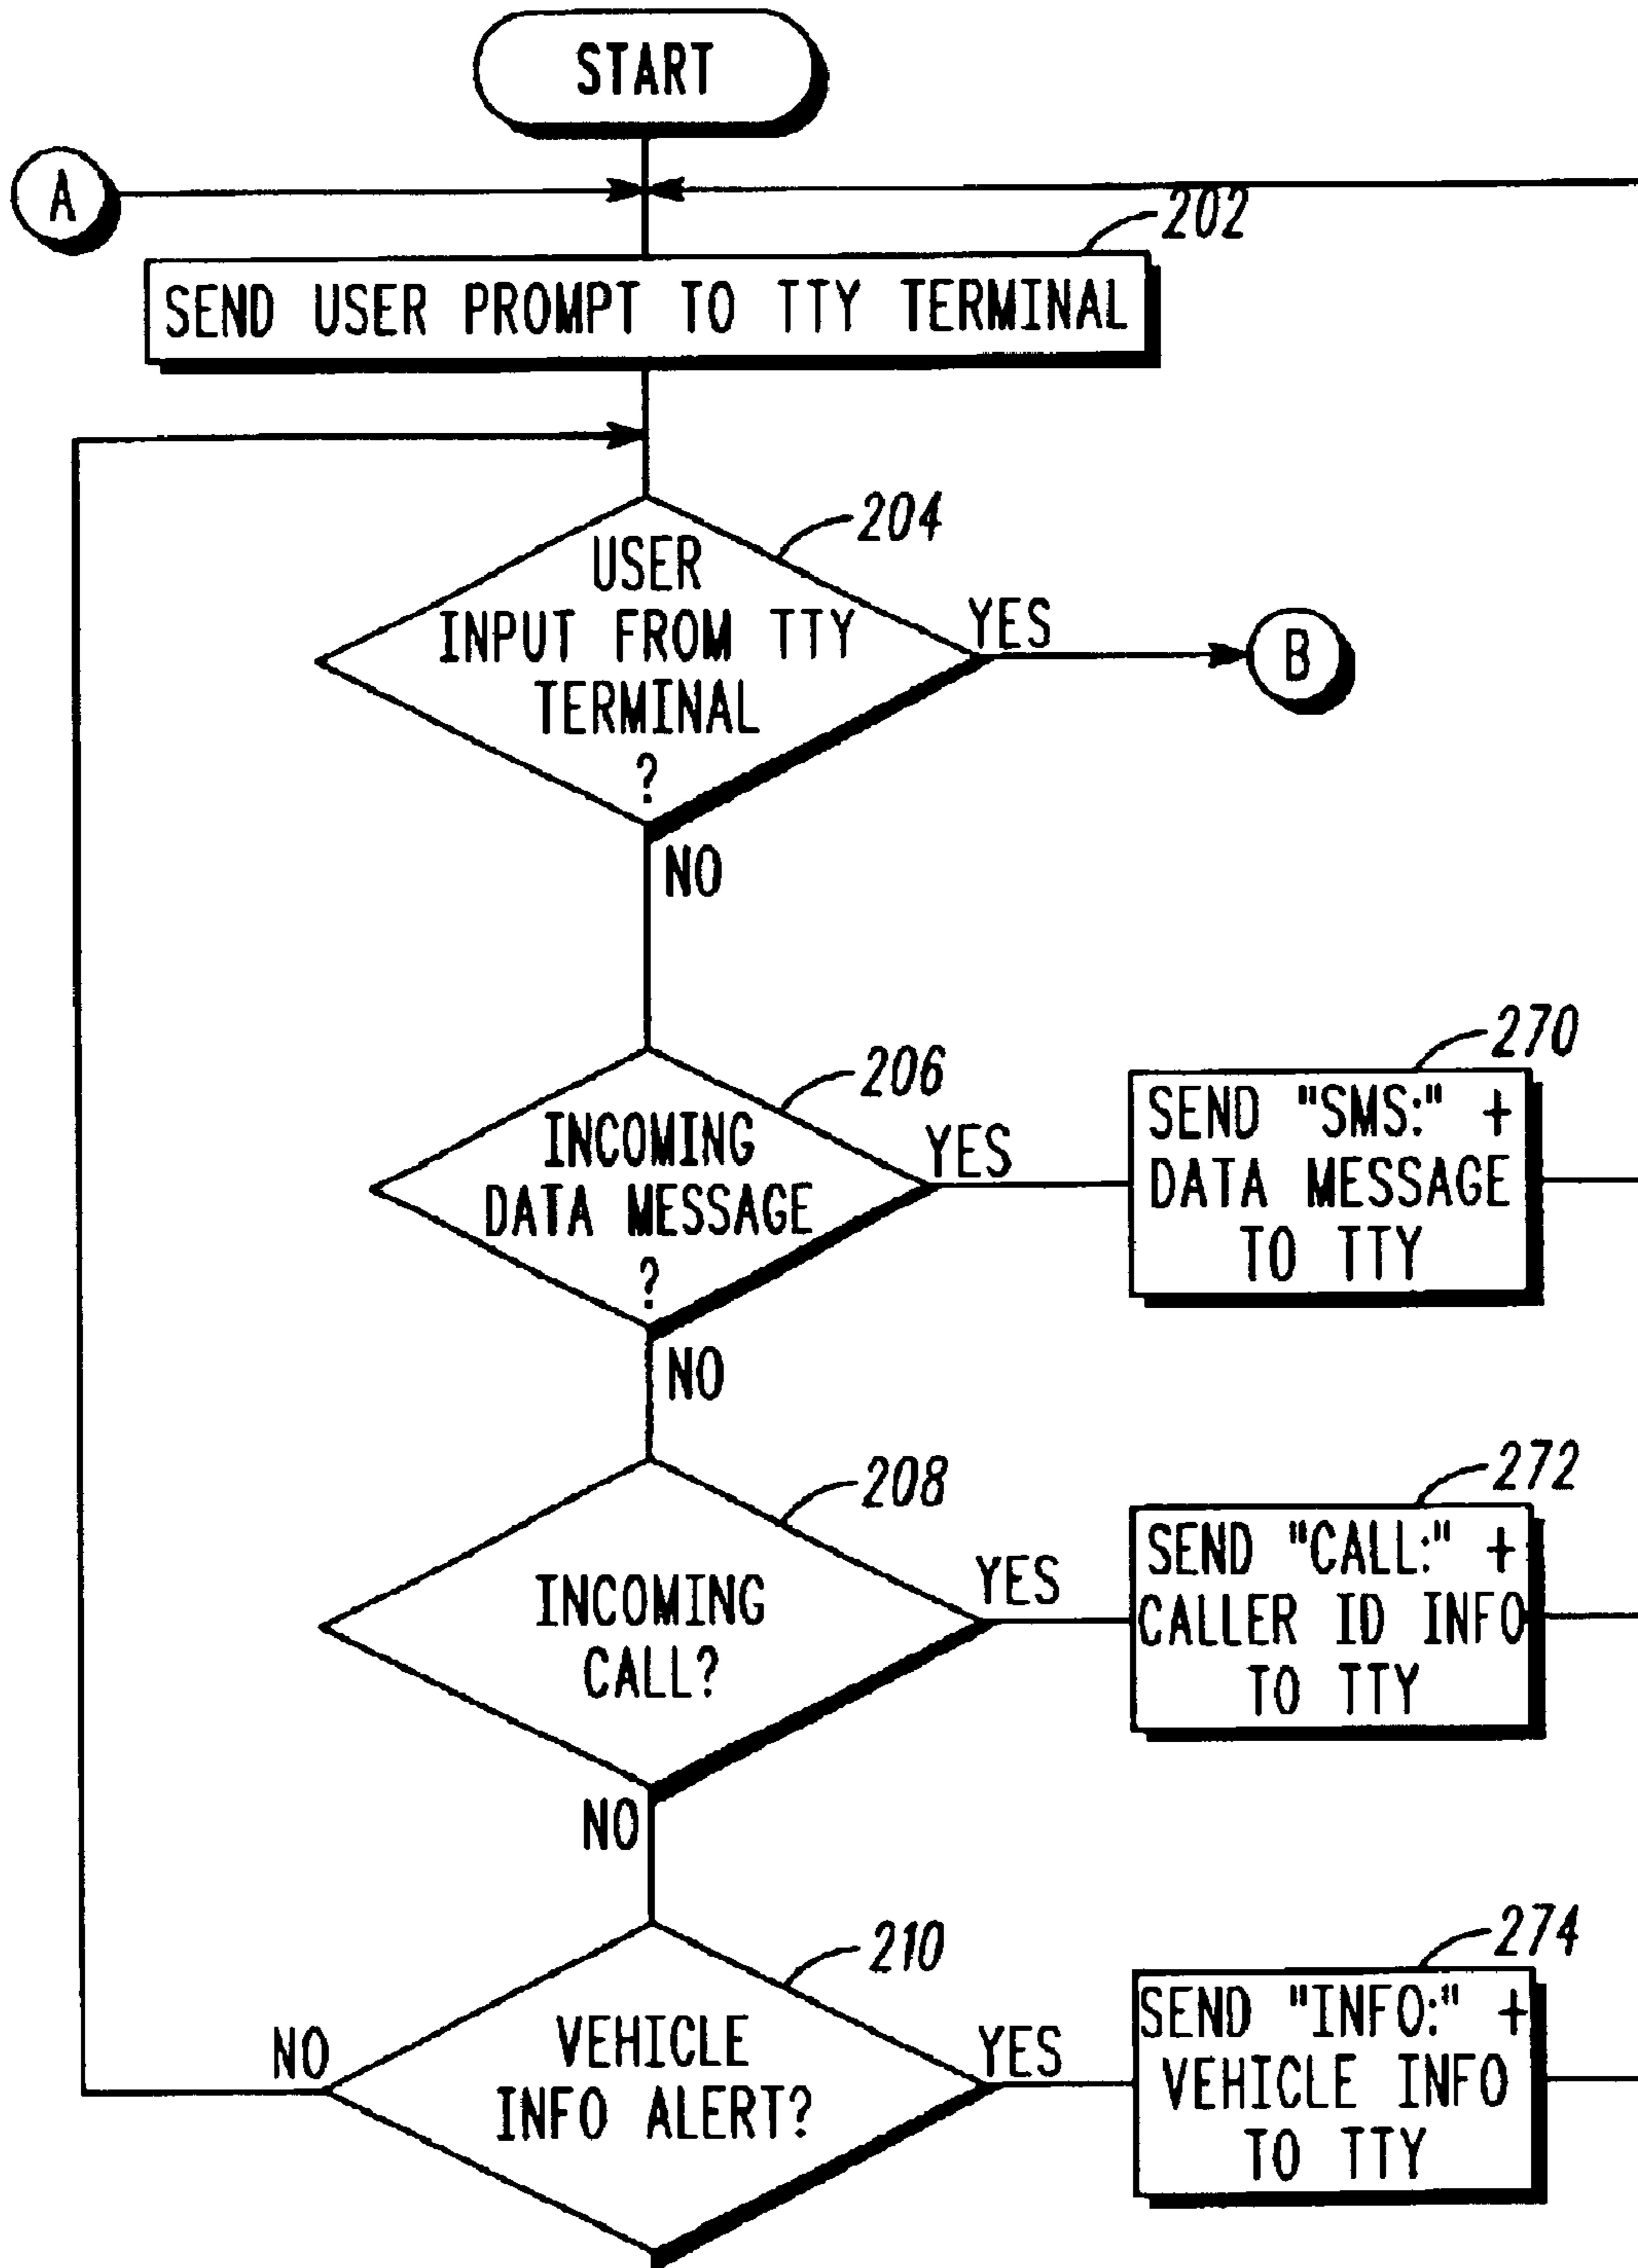 START
A
202
SEND USER PROMPT TO TTY TERMINAL
204
USER
INPUT FROM TTY
TERMINAL
?
YES
B
NO
206
INCOMING
DATA MESSAGE
?
YES
270
SEND "SMS:" +
DATA MESSAGE
TO TTY
NO
208
INCOMING
CALL?
YES
272
SEND "CALL:" +
CALLER ID INFO
TO TTY
NO
210
VEHICLE
INFO ALERT?
NO
YES
274
SEND "INFO:" +
VEHICLE INFO
TO TTY